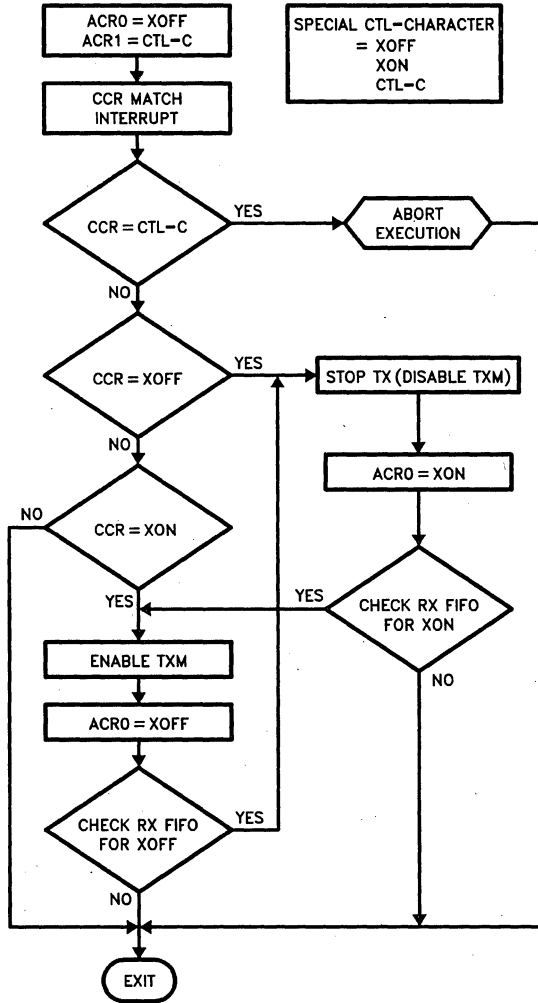 ACR0 = XOFF
ACR1 = CTL-C
SPECIAL CTL-CHARACTER
= XOFF
XON
CTL-C
CCR MATCH
INTERRUPT
CCR = CTL-C
YES
ABORT
EXECUTION
NO
CCR = XOFF
YES
STOP TX (DISABLE TXM)
NO
ACR0 = XON
NO
CCR = XON
YES
YES
CHECK RX FIFO
FOR XON
ENABLE TXM
NO
ACR0 = XOFF
CHECK RX FIFO
FOR XOFF
YES
NO
EXIT